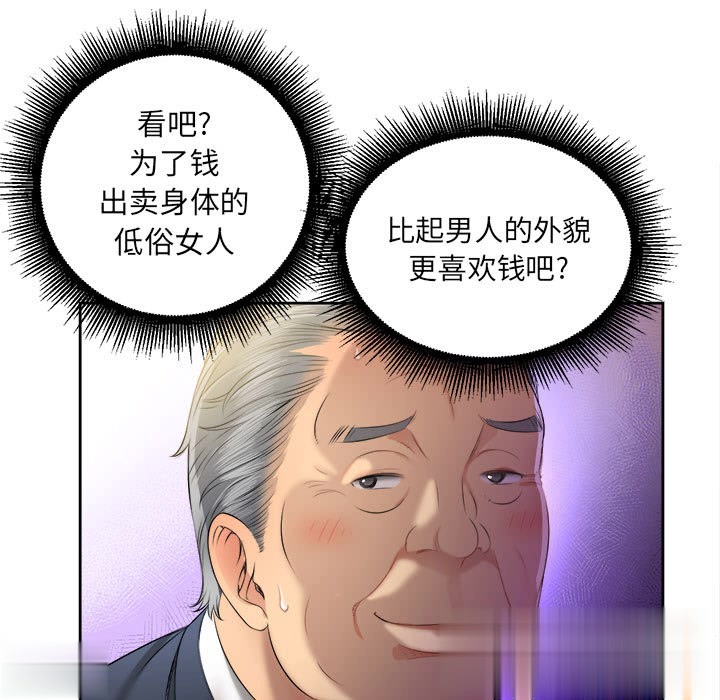 看吧?
为了钱
出卖身体的
低俗女人
比起男人的外貌
更喜欢钱吧?